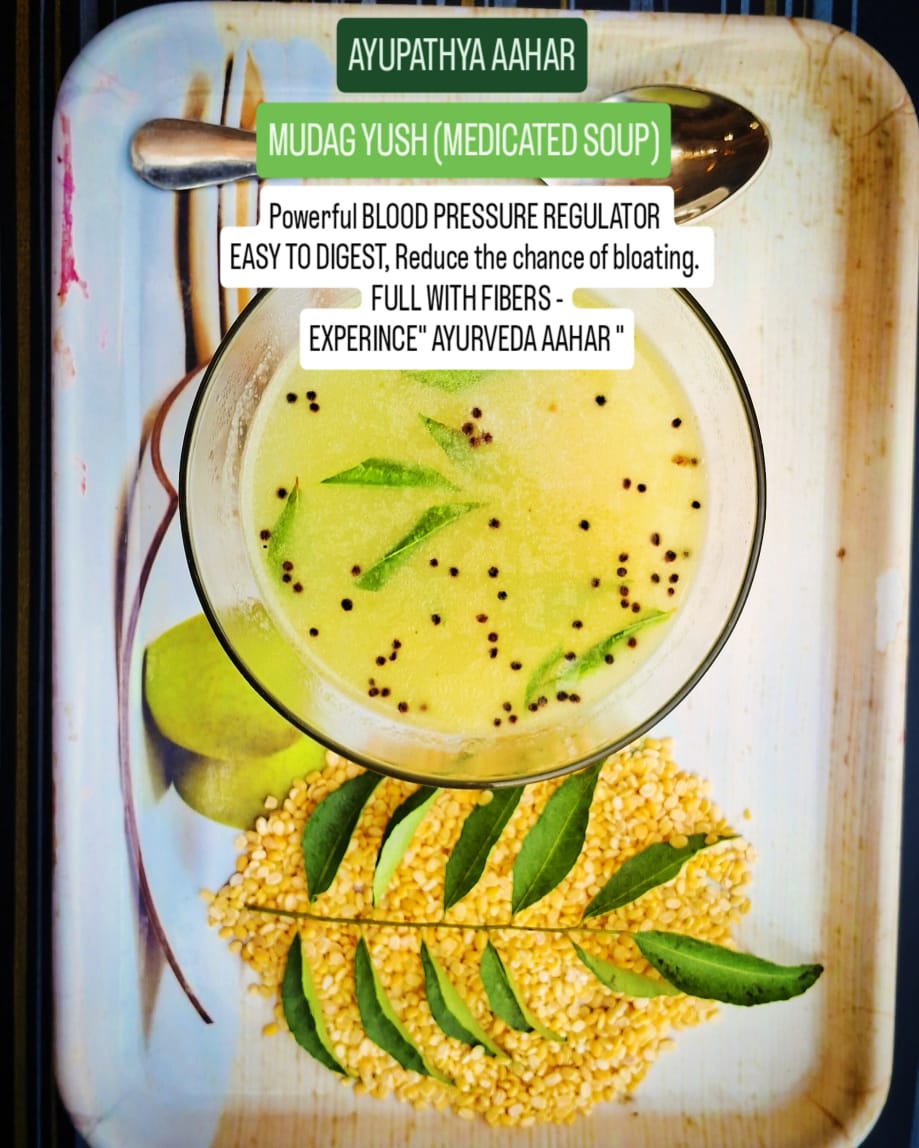 AYUPATHYA AAHAR
MUDAG YUSH (MEDICATED SOUP)
Powerful BLOOD PRESSURE REGULATOR
EASY TO DIGEST, Reduce the chance of bloating.
FULL WITH FIBERS -
EXPERINCE" AYURVEDA AAHAR "